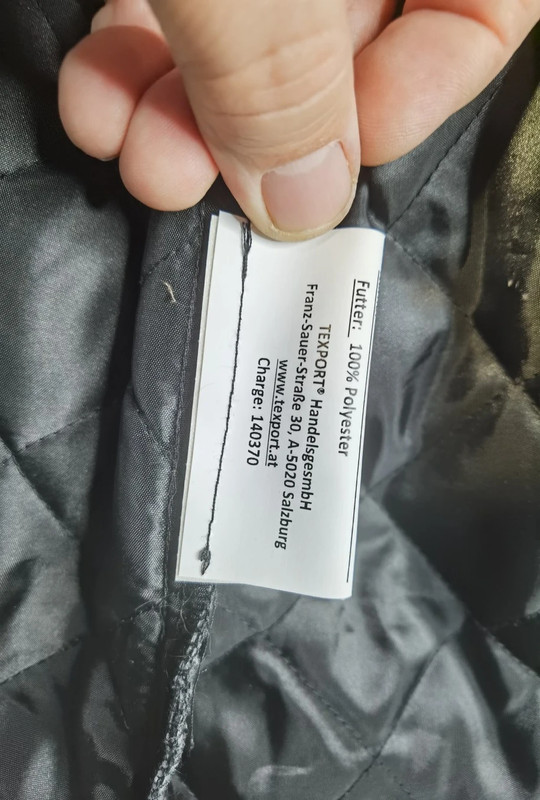 Futter: 100% Polyester
TEXPORT® HandelsgesmbH
Franz-Sauer-Straße 30, A-5020 Salzburg
www.texport.at
Charge: 140370